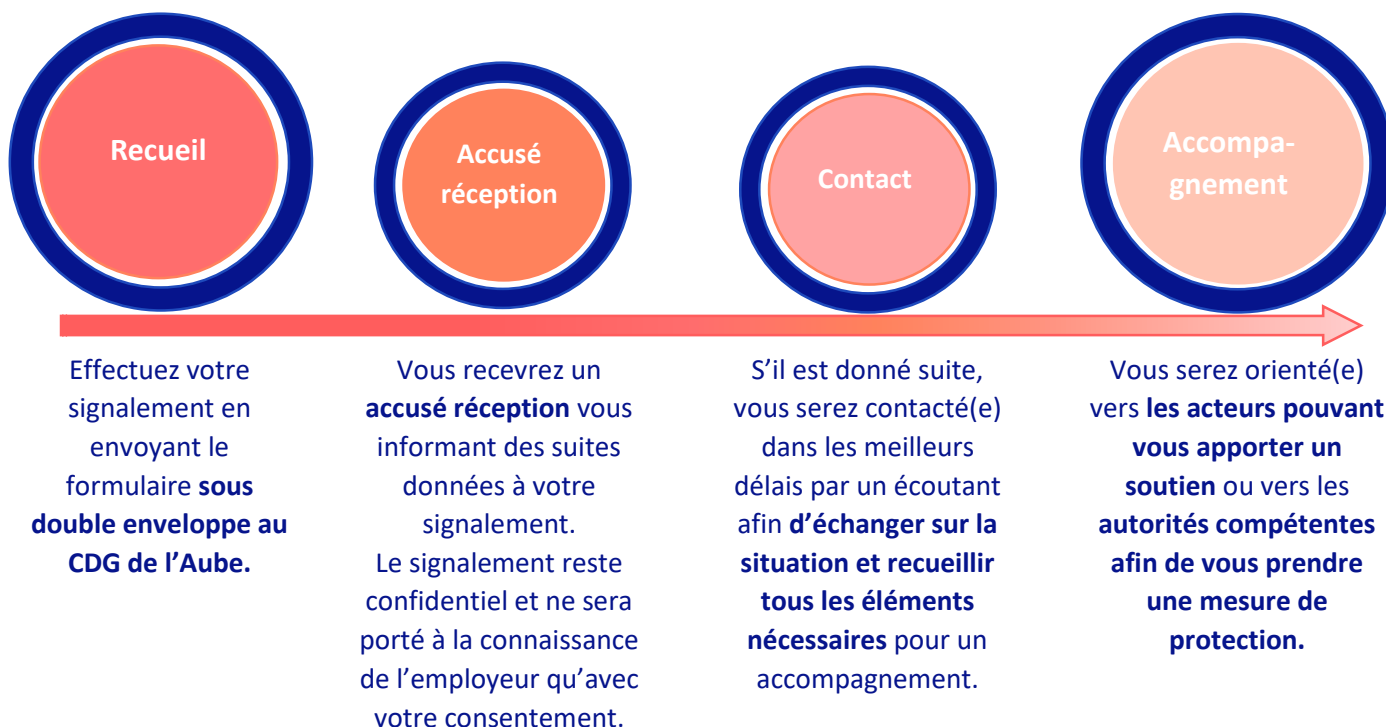 Recueil
Accusé
réception
Contact
Accompa-
gnement
Effectuez votre
signalement en
envoyant le
formulaire sous
double enveloppe au
CDG de l’Aube.
Vous recevrez un
accusé réception vous
informant des suites
données à votre
signalement.
Le signalement reste
confidentiel et ne sera
porté à la connaissance
de l’employeur qu’avec
votre consentement.
S’il est donné suite,
vous serez contacté(e)
dans les meilleurs
délais par un écoutant
afin d’échanger sur la
situation et recueillir
tous les éléments
nécessaires pour un
accompagnement.
Vous serez orienté(e)
vers les acteurs pouvant
vous apporter un
soutien ou vers les
autorités compétentes
afin de vous prendre
une mesure de
protection.